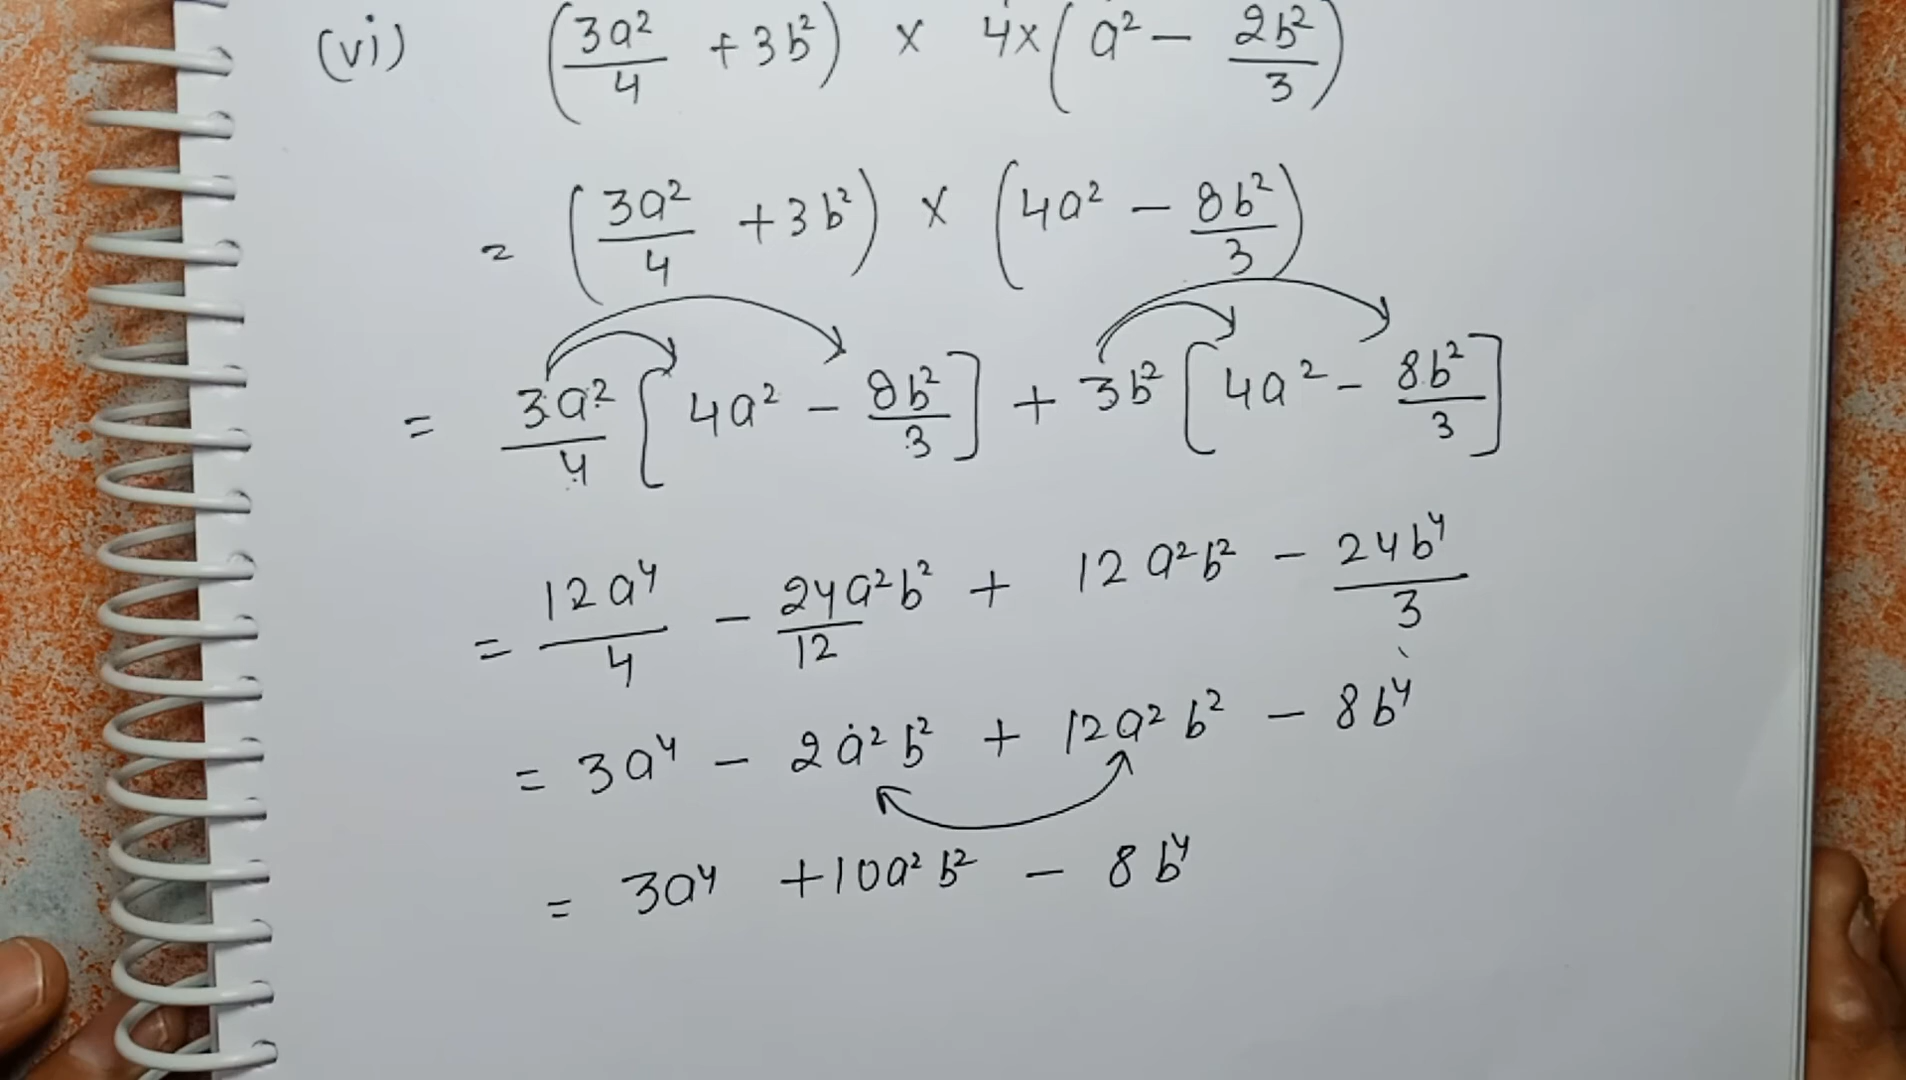 (vi) (3a²/4 + 3b²) × 4×(a² − 2b²/3)
= (3a²/4 + 3b²) × (4a² − 8b²/3)
= 3a²/4 [4a² − 8b²/3] + 3b² [4a² − 8b²/3]
= 12a⁴/4 − 24a²b²/12 + 12a²b² − 24b⁴/3
= 3a⁴ − 2a²b² + 12a²b² − 8b⁴
= 3a⁴ + 10a²b² − 8b⁴